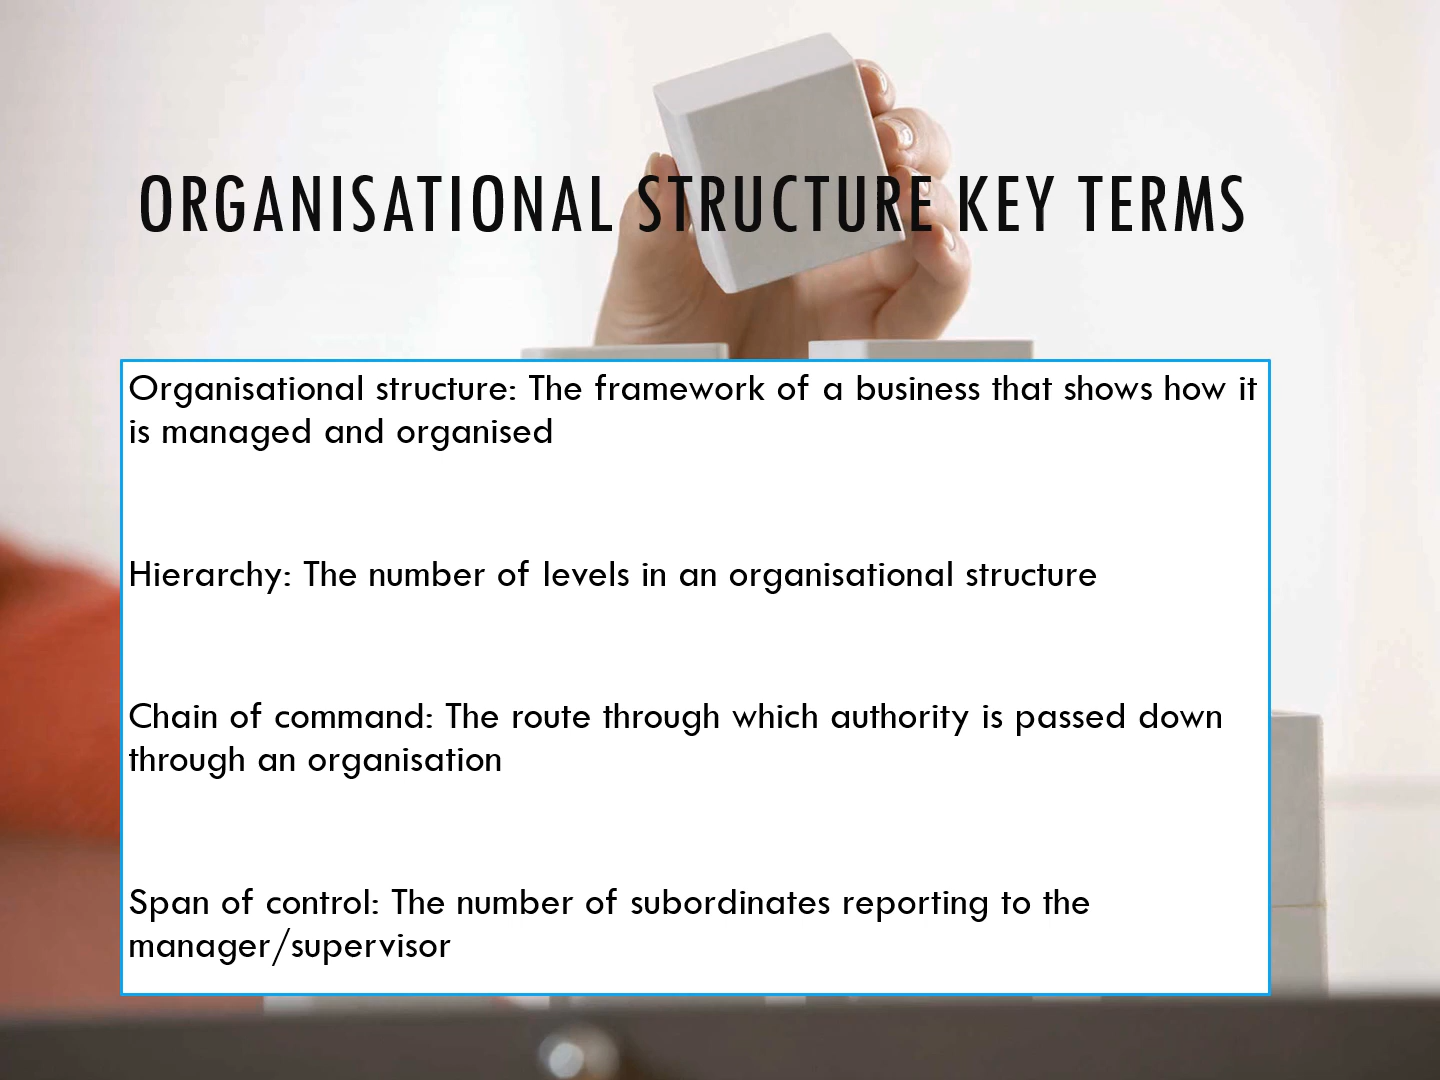 ORGANISATIONAL STRUCTURE KEY TERMS
Organisational structure: The framework of a business that shows how it
is managed and organised
Hierarchy: The number of levels in an organisational structure
Chain of command: The route through which authority is passed down
through an organisation
Span of control: The number of subordinates reporting to the
manager/supervisor